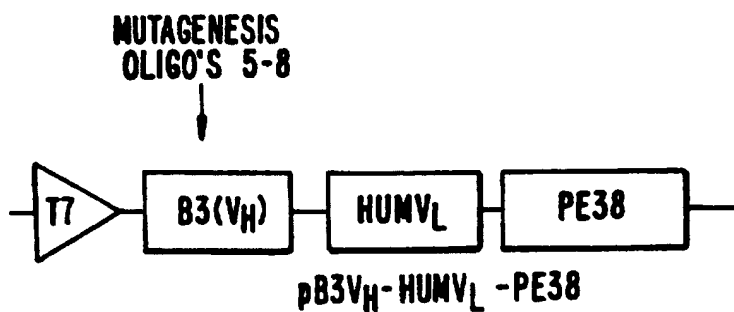 MUTAGENESIS
OLIGO'S 5-8
T7 B3(VH) HUMVL PE38
pB3VH-HUMVL-PE38